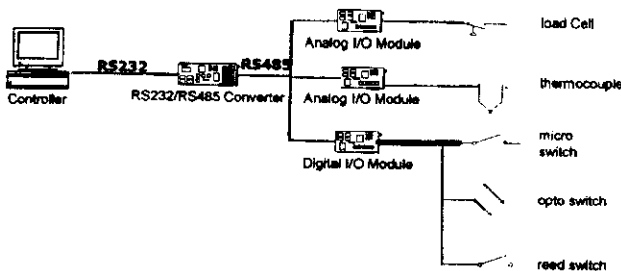 load Cell
Analog I/O Module
RS232
RS485
Controller
RS232/RS485 Converter
Analog I/O Module
thermocouple
Digital I/O Module
micro
switch
opto switch
reed switch